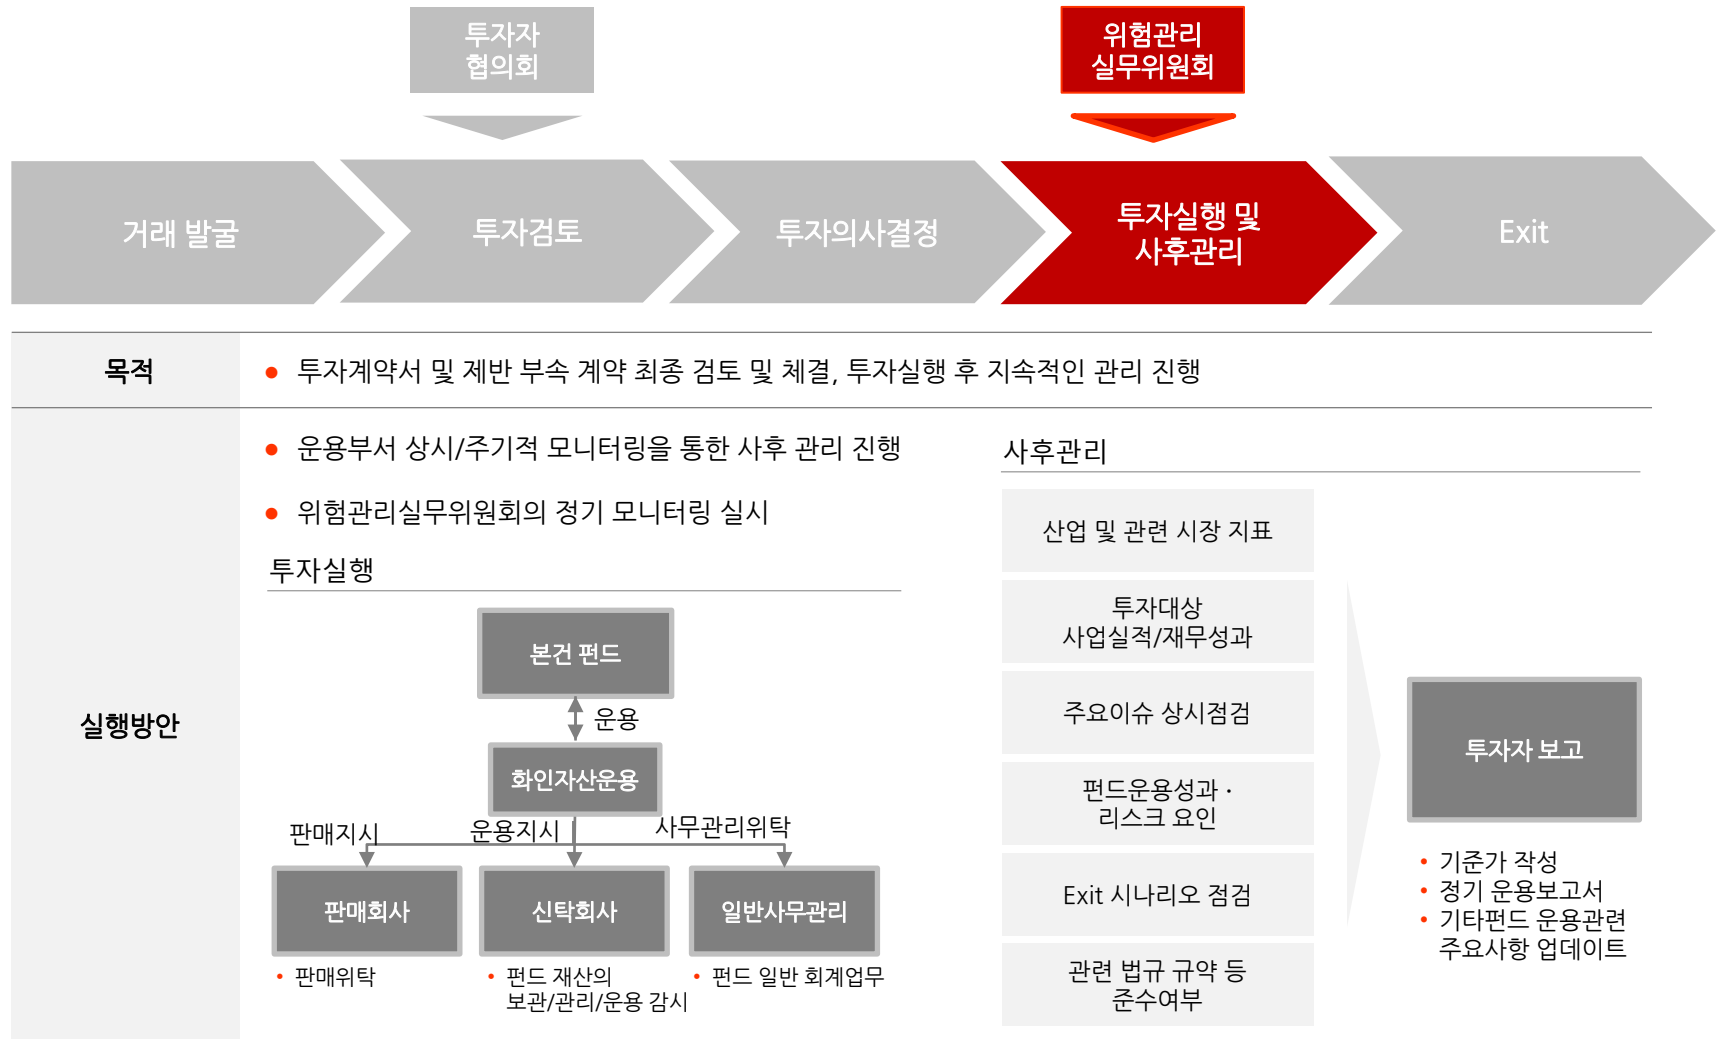 투자자
협의회
위험관리
실무위원회
거래 발굴
투자검토
투자의사결정
투자실행 및
사후관리
Exit
목적
● 투자계약서 및 제반 부속 계약 최종 검토 및 체결, 투자실행 후 지속적인 관리 진행
실행방안
● 운용부서 상시/주기적 모니터링을 통한 사후 관리 진행
● 위험관리실무위원회의 정기 모니터링 실시
투자실행
본건 펀드
운용
화인자산운용
판매지시
운용지시
사무관리위탁
판매회사
신탁회사
일반사무관리
• 판매위탁
• 펀드 재산의
보관/관리/운용 감시
• 펀드 일반 회계업무
사후관리
산업 및 관련 시장 지표
투자대상
사업실적/재무성과
주요이슈 상시점검
펀드운용성과 ·
리스크 요인
Exit 시나리오 점검
관련 법규 규약 등
준수여부
투자자 보고
• 기준가 작성
• 정기 운용보고서
• 기타펀드 운용관련
주요사항 업데이트